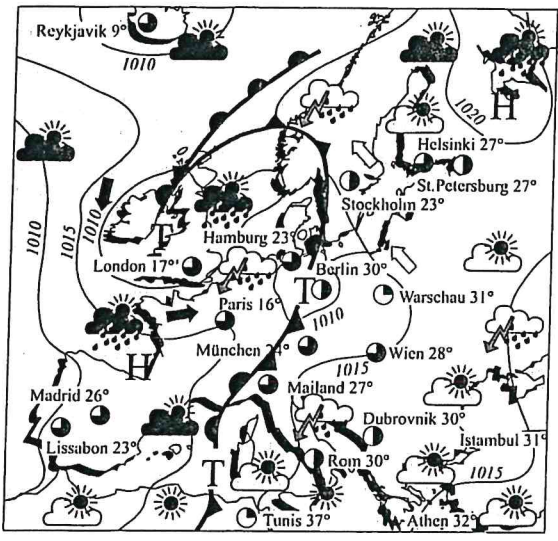 Reykjavik 9°
1010
1020
H
Helsinki 27°
St.Petersburg 27°
Stockholm 23°
1010
1015
1010
T
Hamburg 23°
London 17°
Berlin 30°
T
Warschau 31°
Paris 16°
1010
München 24°
1015
Wien 28°
H
Mailand 27°
Madrid 26°
Dubrovnik 30°
Lissabon 23°
Istambul 31°
T
Rom 30°
1015
Tunis 37°
Athen 32°